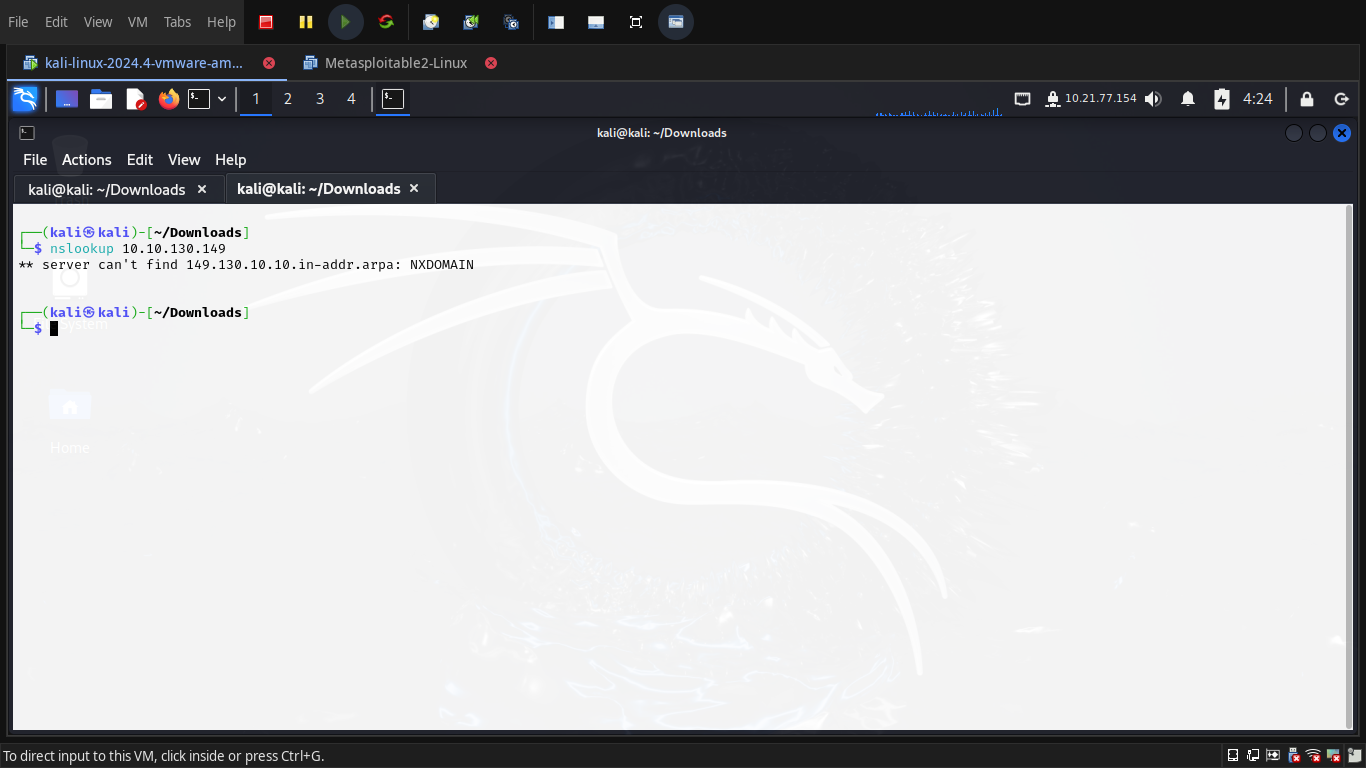 File Edit View VM Tabs Help
kali-linux-2024.4-vmware-am... Metasploitable2-Linux
1 2 3 4 10.21.77.154 4:24
kali@kali: ~/Downloads
File Actions Edit View Help
kali@kali: ~/Downloads kali@kali: ~/Downloads
┌──(kali㉿kali)-[~/Downloads]
└─$ nslookup 10.10.130.149
** server can't find 149.130.10.10.in-addr.arpa: NXDOMAIN
┌──(kali㉿kali)-[~/Downloads]
└─$
System
Home
To direct input to this VM, click inside or press Ctrl+G.